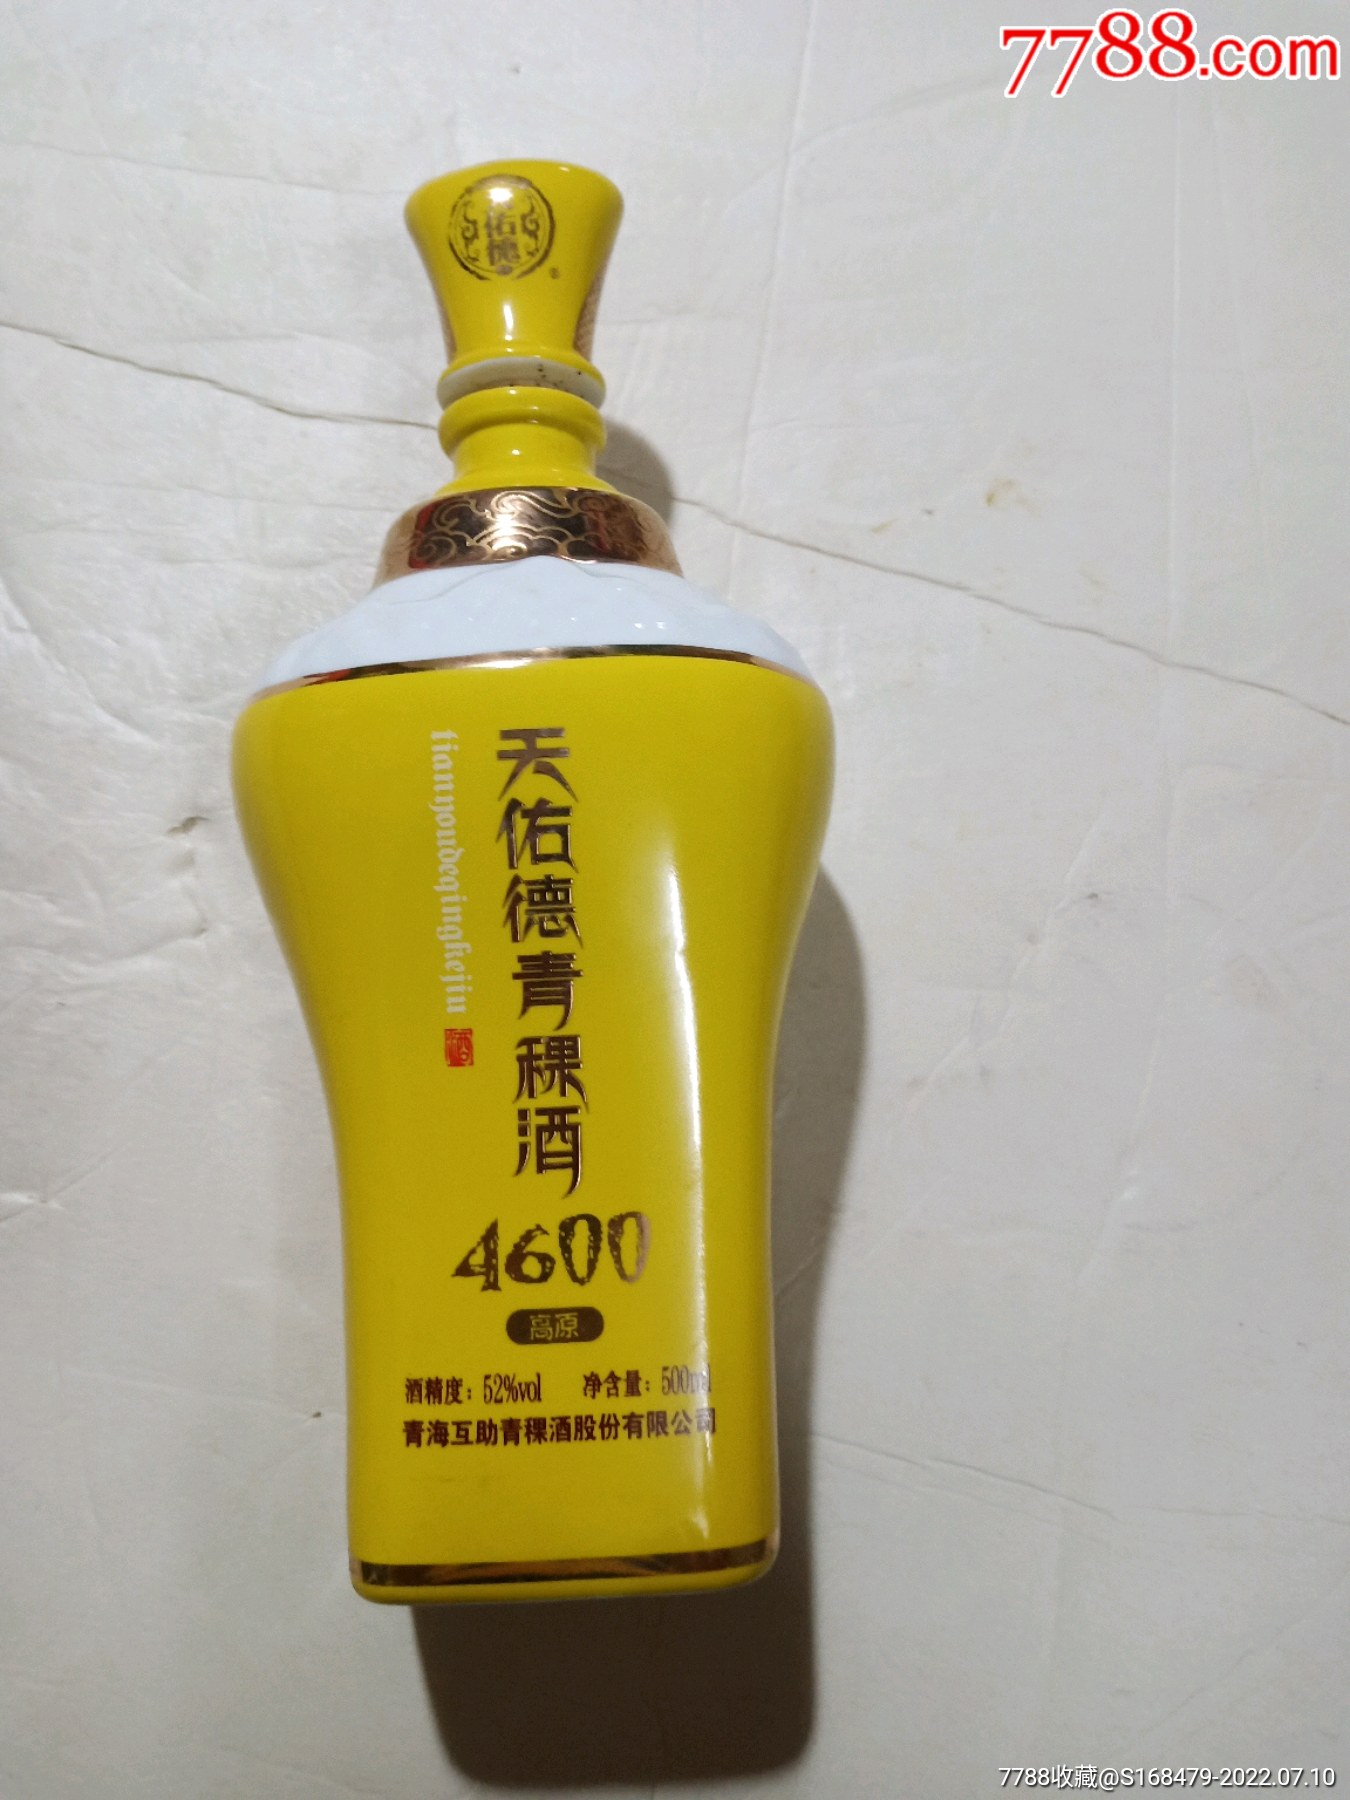 7788.com
佑德
®
天佑德青稞酒
tianyoudeqingkejiu
酒
4600
高原
酒精度：52%vol 净含量：500ml
青海互助青稞酒股份有限公司
7788收藏@S168479-2022.07.10